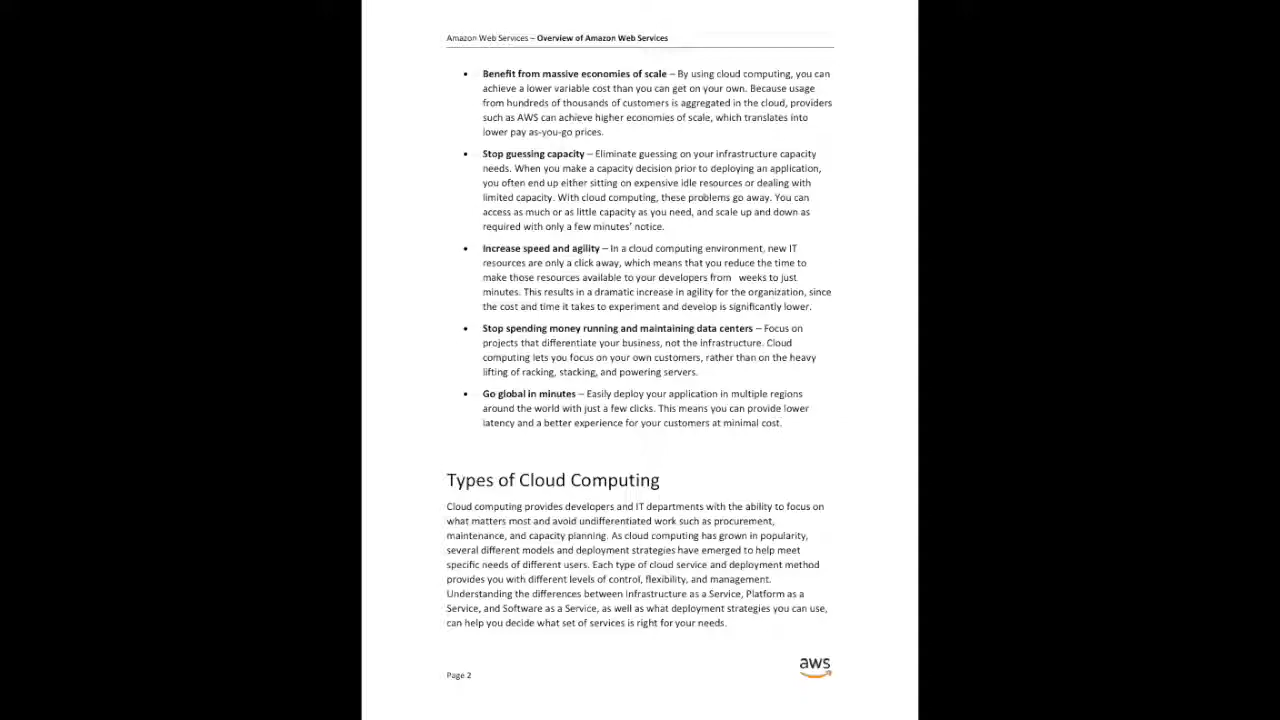 Amazon Web Services – Overview of Amazon Web Services
• Benefit from massive economies of scale – By using cloud computing, you can
achieve a lower variable cost than you can get on your own. Because usage
from hundreds of thousands of customers is aggregated in the cloud, providers
such as AWS can achieve higher economies of scale, which translates into
lower pay as-you-go prices.
• Stop guessing capacity – Eliminate guessing on your infrastructure capacity
needs. When you make a capacity decision prior to deploying an application,
you often end up either sitting on expensive idle resources or dealing with
limited capacity. With cloud computing, these problems go away. You can
access as much or as little capacity as you need, and scale up and down as
required with only a few minutes’ notice.
• Increase speed and agility – In a cloud computing environment, new IT
resources are only a click away, which means that you reduce the time to
make those resources available to your developers from weeks to just
minutes. This results in a dramatic increase in agility for the organization, since
the cost and time it takes to experiment and develop is significantly lower.
• Stop spending money running and maintaining data centers – Focus on
projects that differentiate your business, not the infrastructure. Cloud
computing lets you focus on your own customers, rather than on the heavy
lifting of racking, stacking, and powering servers.
• Go global in minutes – Easily deploy your application in multiple regions
around the world with just a few clicks. This means you can provide lower
latency and a better experience for your customers at minimal cost.
Types of Cloud Computing
Cloud computing provides developers and IT departments with the ability to focus on
what matters most and avoid undifferentiated work such as procurement,
maintenance, and capacity planning. As cloud computing has grown in popularity,
several different models and deployment strategies have emerged to help meet
specific needs of different users. Each type of cloud service and deployment method
provides you with different levels of control, flexibility, and management.
Understanding the differences between Infrastructure as a Service, Platform as a
Service, and Software as a Service, as well as what deployment strategies you can use,
can help you decide what set of services is right for your needs.
Page 2
aws